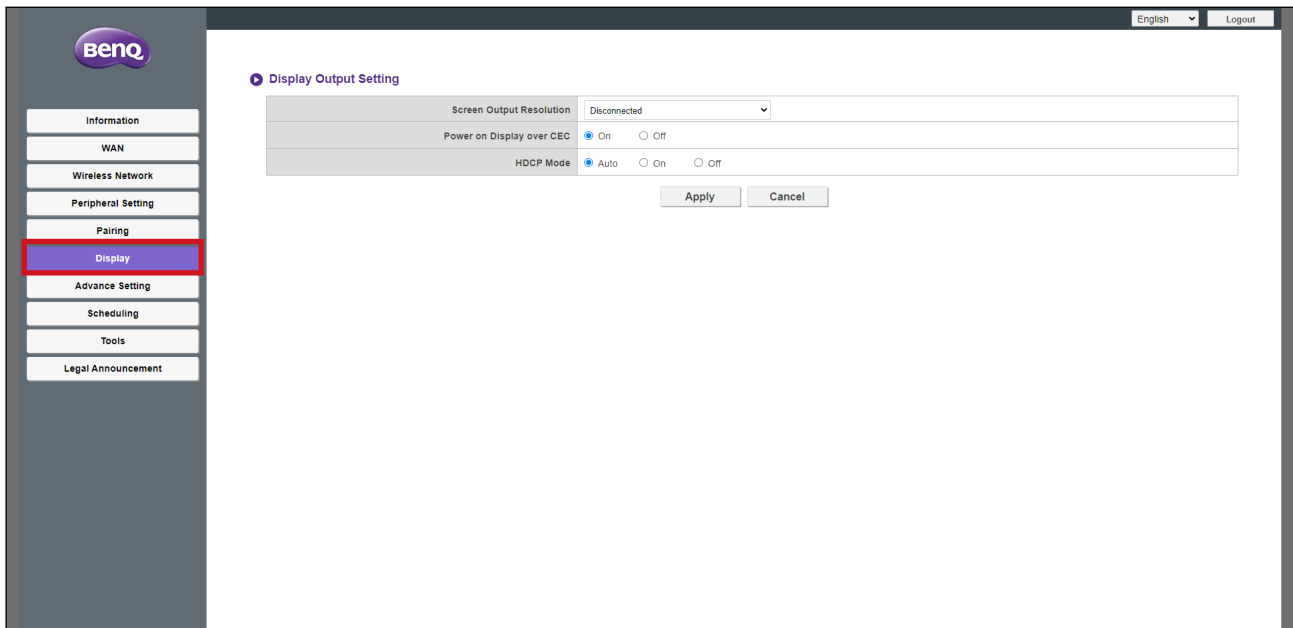 English
Logout
BenQ
Information
WAN
Wireless Network
Peripheral Setting
Pairing
Display
Advance Setting
Scheduling
Tools
Legal Announcement
Display Output Setting
Screen Output Resolution Disconnected
Power on Display over CEC On Off
HDCP Mode Auto On Off
Apply Cancel